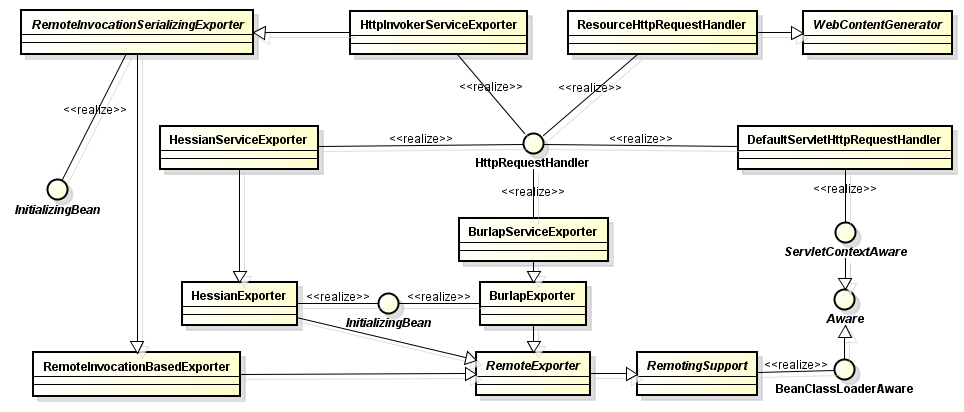 RemoteInvocationSerializingExporter
HttpInvokerServiceExporter
ResourceHttpRequestHandler
WebContentGenerator
<<realize>>
<<realize>>
<<realize>>
HessianServiceExporter
<<realize>>
HttpRequestHandler
<<realize>>
DefaultServletHttpRequestHandler
InitializingBean
<<realize>>
<<realize>>
BurlapServiceExporter
ServletContextAware
HessianExporter
<<realize>>
InitializingBean
<<realize>>
BurlapExporter
Aware
RemoteInvocationBasedExporter
RemoteExporter
RemotingSupport
<<realize>>
BeanClassLoaderAware